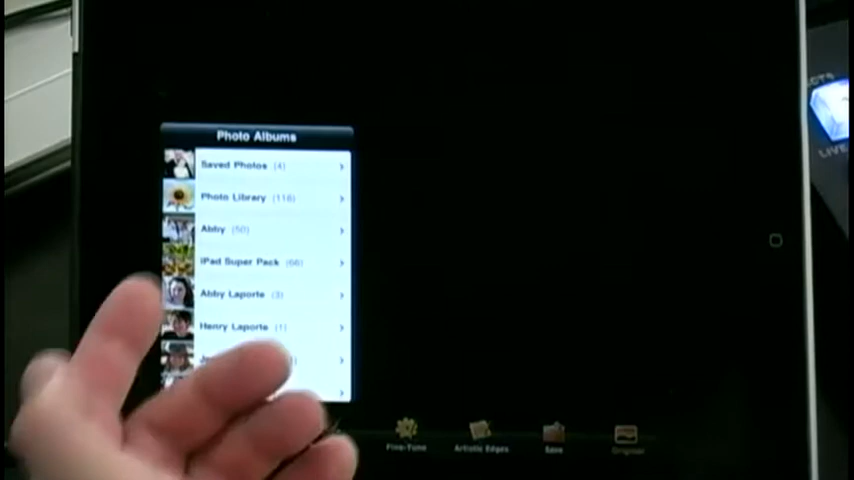 Photo Albums
Saved Photos (4)
Photo Library (116)
Abby (50)
iPad Super Pack (66)
Abby Laporte (3)
Henry Laporte (1)
Fine-Tune
Artistic Edges
Save
Original
LIVE